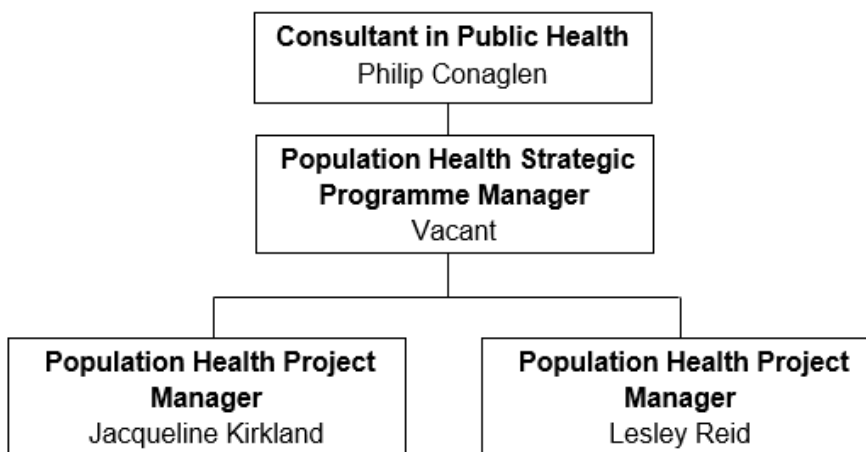 Consultant in Public Health
Philip Conaglen
Population Health Strategic
Programme Manager
Vacant
Population Health Project
Manager
Jacqueline Kirkland
Population Health Project
Manager
Lesley Reid